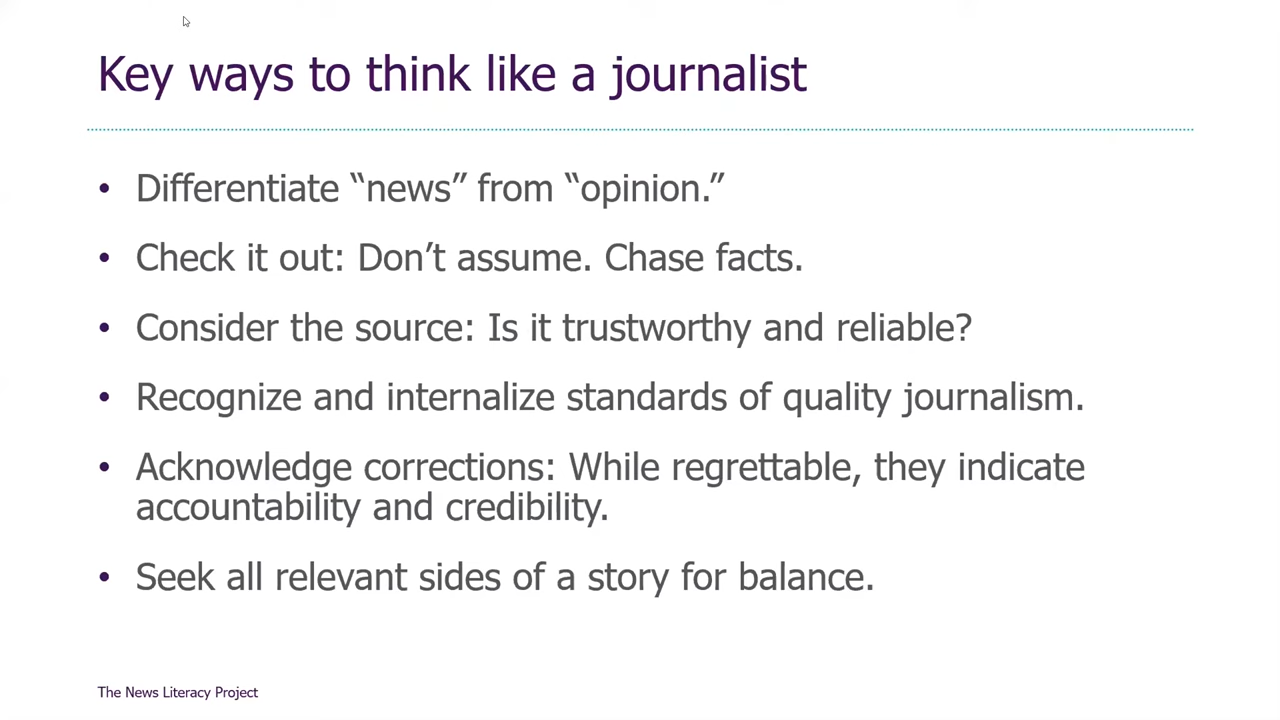 Key ways to think like a journalist
• Differentiate “news” from “opinion.”
• Check it out: Don’t assume. Chase facts.
• Consider the source: Is it trustworthy and reliable?
• Recognize and internalize standards of quality journalism.
• Acknowledge corrections: While regrettable, they indicate
accountability and credibility.
• Seek all relevant sides of a story for balance.
The News Literacy Project